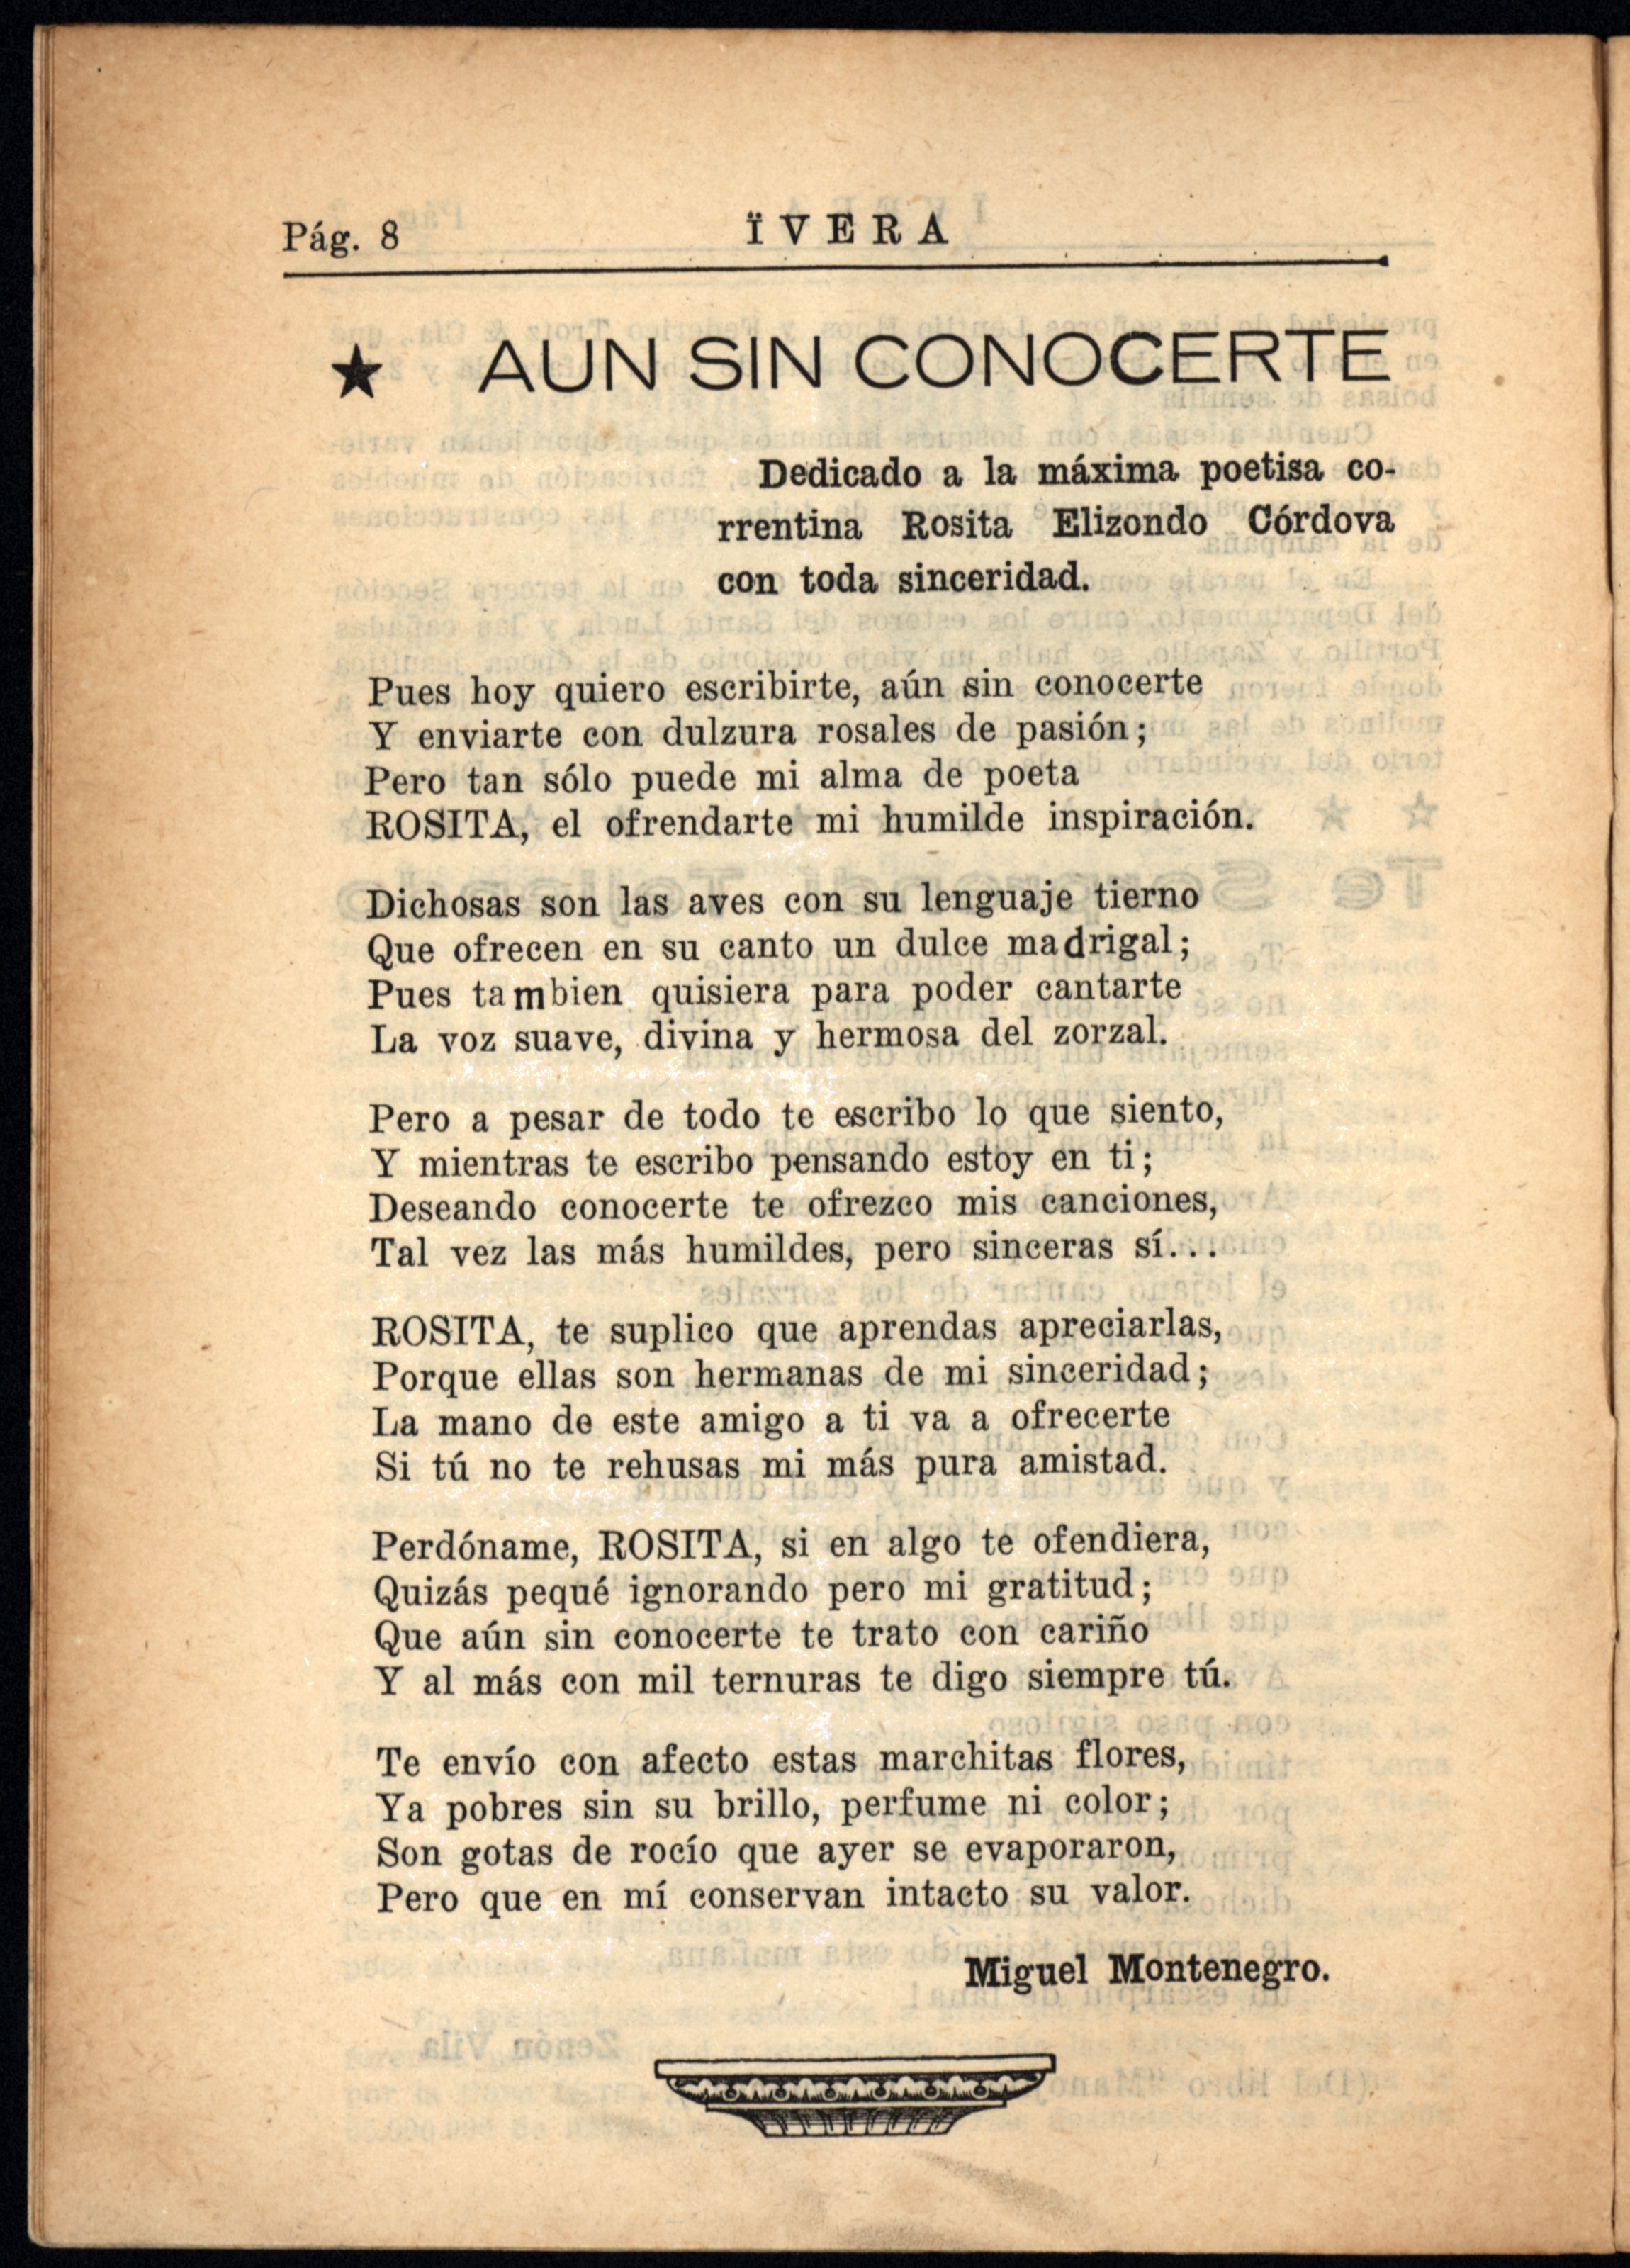 Pág. 8
ÏVERA
★ AUN SIN CONOCERTE
Dedicado a la máxima poetisa co-
rrentina Rosita Elizondo Córdova
con toda sinceridad.
Pues hoy quiero escribirte, aún sin conocerte
Y enviarte con dulzura rosales de pasión;
Pero tan sólo puede mi alma de poeta
ROSITA, el ofrendarte mi humilde inspiración.
Dichosas son las aves con su lenguaje tierno
Que ofrecen en su canto un dulce madrigal;
Pues tambien quisiera para poder cantarte
La voz suave, divina y hermosa del zorzal.
Pero a pesar de todo te escribo lo que siento,
Y mientras te escribo pensando estoy en ti;
Deseando conocerte te ofrezco mis canciones,
Tal vez las más humildes, pero sinceras sí...
ROSITA, te suplico que aprendas apreciarlas,
Porque ellas son hermanas de mi sinceridad;
La mano de este amigo a ti va a ofrecerte
Si tú no te rehusas mi más pura amistad.
Perdóname, ROSITA, si en algo te ofendiera,
Quizás pequé ignorando pero mi gratitud;
Que aún sin conocerte te trato con cariño
Y al más con mil ternuras te digo siempre tú.
Te envío con afecto estas marchitas flores,
Ya pobres sin su brillo, perfume ni color;
Son gotas de rocío que ayer se evaporaron,
Pero que en mí conservan intacto su valor.
Miguel Montenegro.